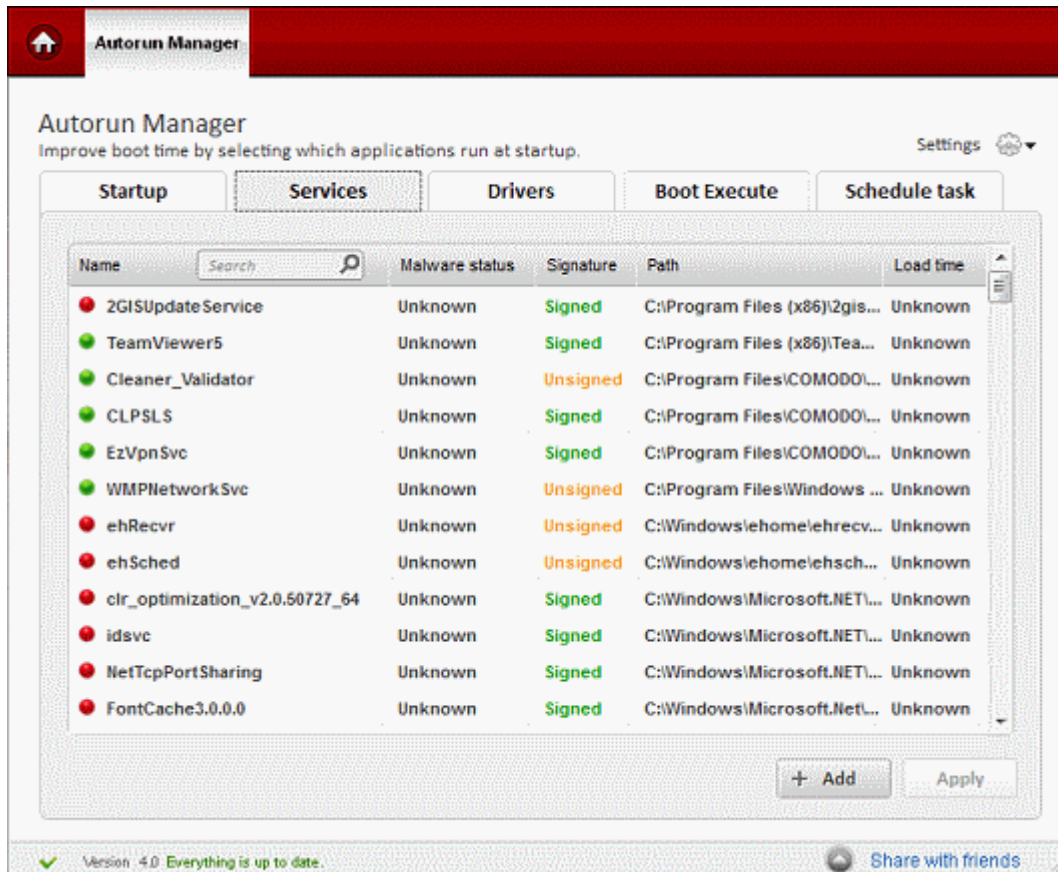 Autorun Manager
Autorun Manager
Improve boot time by selecting which applications run at startup.
Settings
Startup Services Drivers Boot Execute Schedule task
Name Search Malware status Signature Path Load time
2GISUpdateService Unknown Signed C:\Program Files (x86)\2gis... Unknown
TeamViewer5 Unknown Signed C:\Program Files (x86)\Tea... Unknown
Cleaner_Validator Unknown Unsigned C:\Program Files\COMODO\... Unknown
CLPSLS Unknown Signed C:\Program Files\COMODO\... Unknown
EzVpnSvc Unknown Signed C:\Program Files\COMODO\... Unknown
WMPNetworkSvc Unknown Unsigned C:\Program Files\Windows ... Unknown
ehRecvr Unknown Unsigned C:\Windows\ehome\ehrecv... Unknown
ehSched Unknown Unsigned C:\Windows\ehome\ehsch... Unknown
clr_optimization_v2.0.50727_64 Unknown Signed C:\Windows\Microsoft.NET\... Unknown
idsvc Unknown Signed C:\Windows\Microsoft.NET\... Unknown
NetTcpPortSharing Unknown Signed C:\Windows\Microsoft.NET\... Unknown
FontCache3.0.0.0 Unknown Signed C:\Windows\Microsoft.Net\... Unknown
+ Add Apply
Version 4.0 Everything is up to date. Share with friends